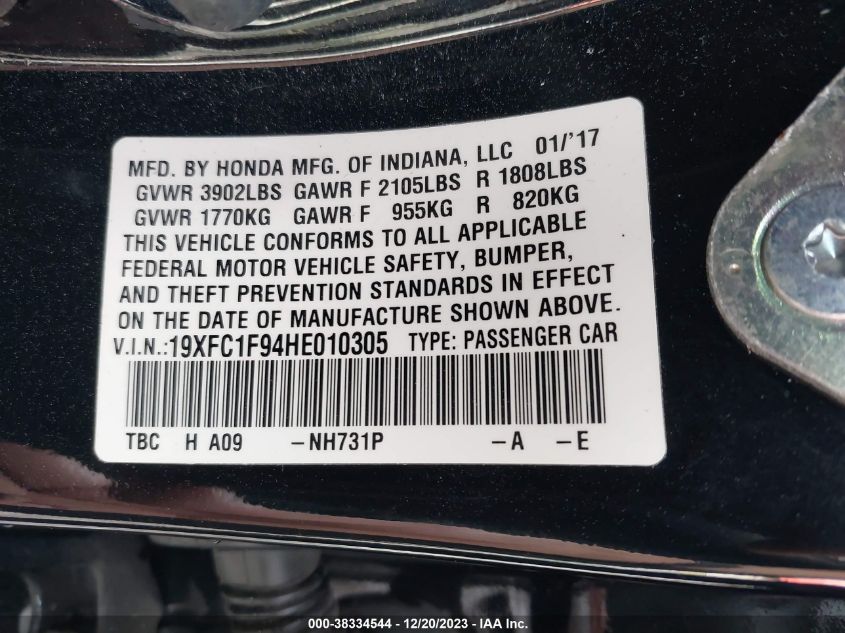 MFD. BY HONDA MFG. OF INDIANA, LLC 01/'17
GVWR 3902LBS GAWR F 2105LBS R 1808LBS
GVWR 1770KG GAWR F 955KG R 820KG
THIS VEHICLE CONFORMS TO ALL APPLICABLE
FEDERAL MOTOR VEHICLE SAFETY, BUMPER,
AND THEFT PREVENTION STANDARDS IN EFFECT
ON THE DATE OF MANUFACTURE SHOWN ABOVE.
V.I.N.:19XFC1F94HE010305 TYPE: PASSENGER CAR
TBC H A09 -NH731P -A -E
000-38334544 — 12/20/2023 — IAA Inc.